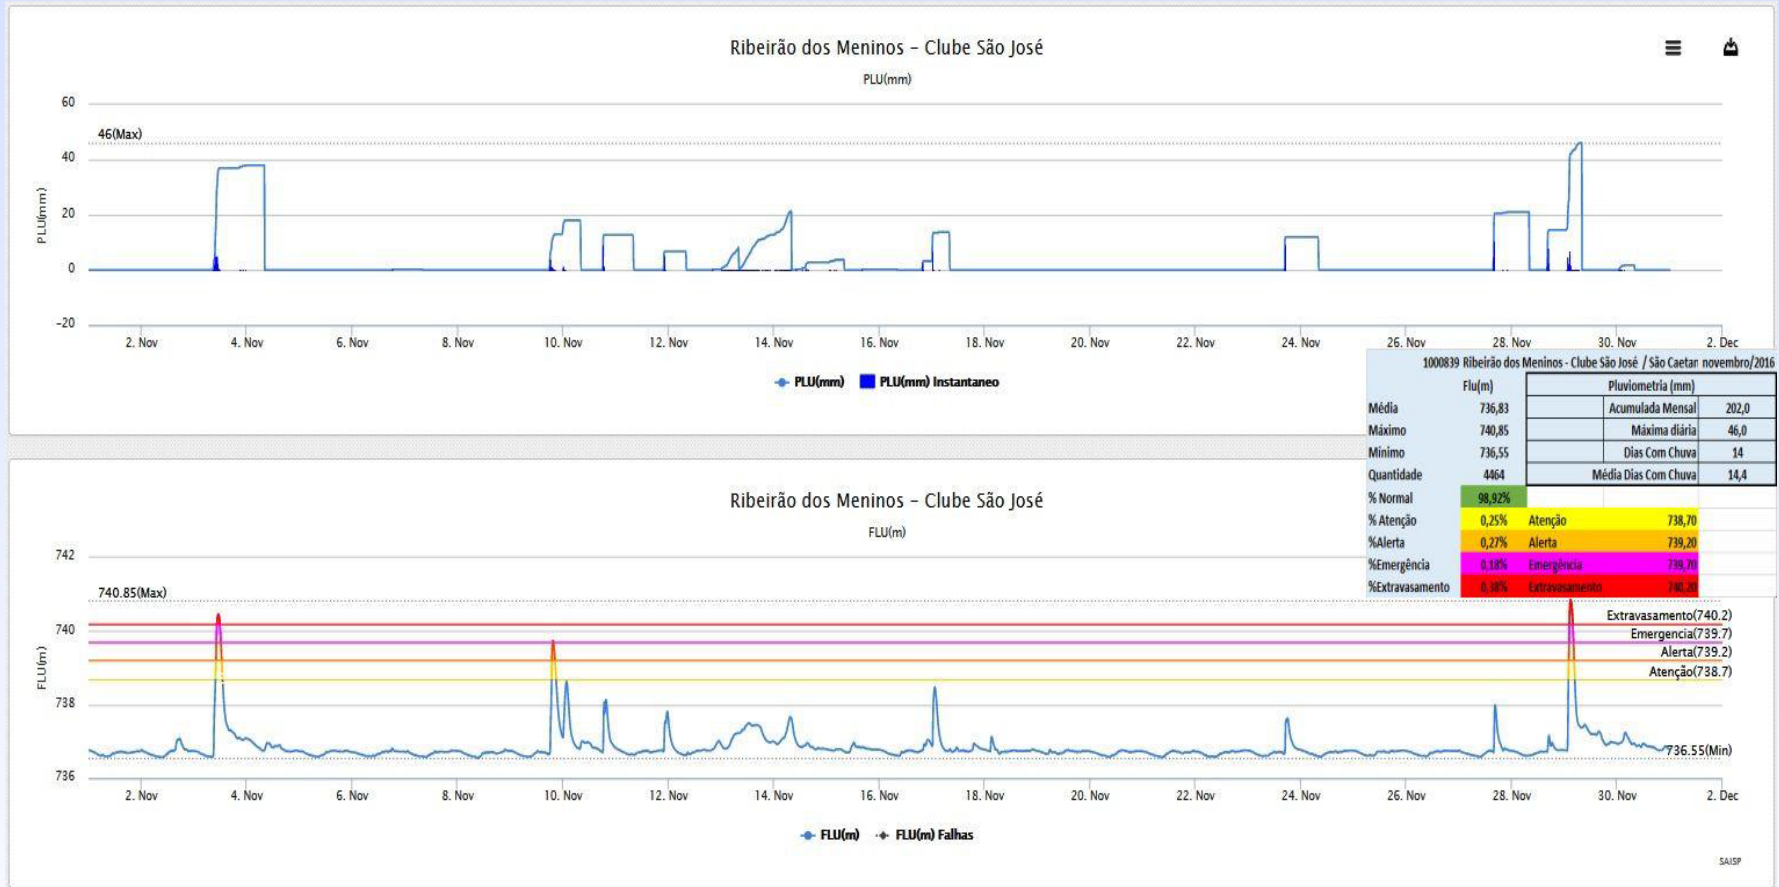 Ribeirão dos Meninos - Clube São José
PLU(mm)
60
46(Max)
40
20
0
-20
PLU(mm)
2. Nov 4. Nov 6. Nov 8. Nov 10. Nov 12. Nov 14. Nov 16. Nov 18. Nov 20. Nov 22. Nov 24. Nov 26. Nov 28. Nov 30. Nov 2. Dec
PLU(mm) PLU(mm) Instantaneo
1000839 Ribeirão dos Meninos - Clube São José / São Caetan novembro/2016
Flu(m) Pluviometria (mm)
Média 736,83 Acumulada Mensal 202,0
Máximo 740,85 Máxima diária 46,0
Mínimo 736,55 Dias Com Chuva 14
Quantidade 4464 Média Dias Com Chuva 14,4
% Normal 98,92%
% Atenção 0,25% Atenção 738,70
%Alerta 0,27% Alerta 739,20
%Emergência 0,18% Emergência 739,70
%Extravasamento 0,38% Extravasamento 740,20
Ribeirão dos Meninos - Clube São José
FLU(m)
742
740.85(Max)
Extravasamento(740.2)
740
Emergencia(739.7)
Alerta(739.2)
Atenção(738.7)
738
736.55(Min)
736
FLU(m)
2. Nov 4. Nov 6. Nov 8. Nov 10. Nov 12. Nov 14. Nov 16. Nov 18. Nov 20. Nov 22. Nov 24. Nov 26. Nov 28. Nov 30. Nov 2. Dec
FLU(m) FLU(m) Falhas
SAISP